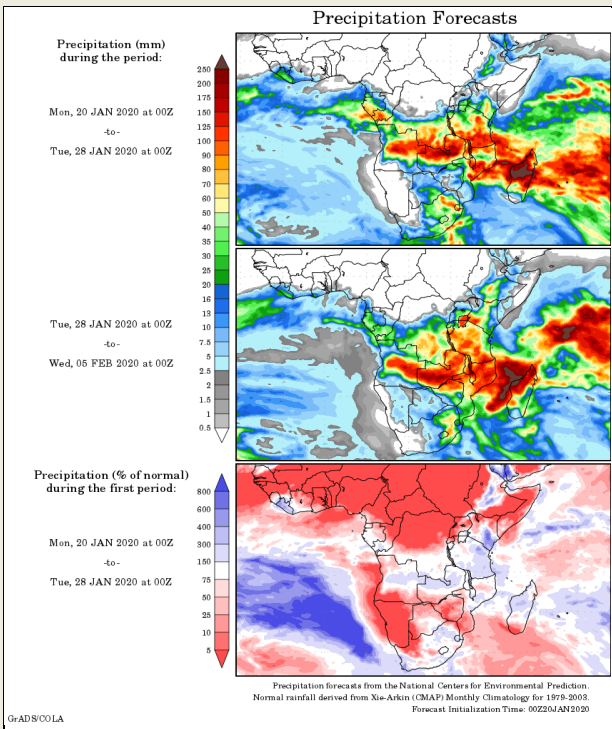 Precipitation Forecasts
Precipitation (mm)
during the period:
Mon, 20 JAN 2020 at 00Z
-to-
Tue, 28 JAN 2020 at 00Z
250
200
175
150
125
100
90
80
70
60
50
40
35
30
25
20
16
13
10
7.5
5
2.5
2
1.5
1
0.5
Tue, 28 JAN 2020 at 00Z
-to-
Wed, 05 FEB 2020 at 00Z
Precipitation (% of normal)
during the first period:
Mon, 20 JAN 2020 at 00Z
-to-
Tue, 28 JAN 2020 at 00Z
800
600
400
300
150
75
50
25
10
5
Precipitation forecasts from the National Centers for Environmental Prediction.
Normal rainfall derived from Xie-Arkin (CMAP) Monthly Climatology for 1979-2003.
Forecast Initialization Time: 00Z20JAN2020
GrADS/COLA